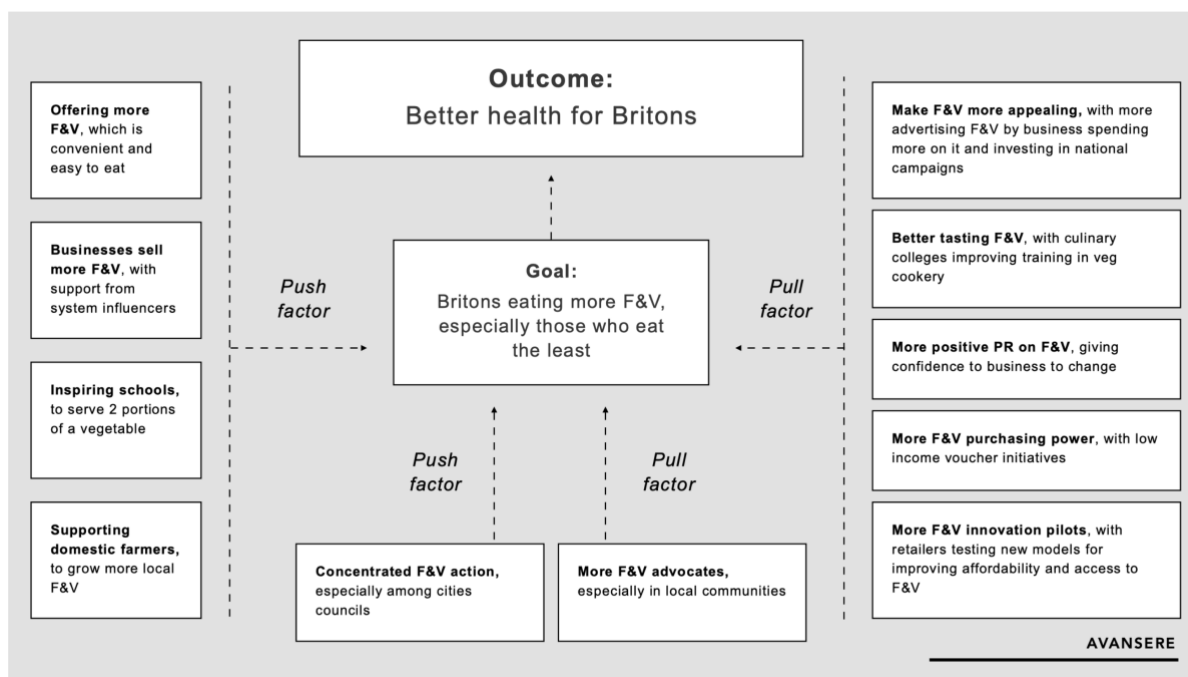 Outcome:
Better health for Britons
Offering more
F&V, which is
convenient and
easy to eat
Businesses sell
more F&V, with
support from
system influencers
Inspiring schools,
to serve 2 portions
of a vegetable
Supporting
domestic farmers,
to grow more local
F&V
Push
factor
Goal:
Britons eating more F&V,
especially those who eat
the least
Pull
factor
Push
factor
Pull
factor
Concentrated F&V action,
especially among cities
councils
More F&V advocates,
especially in local communities
Make F&V more appealing, with more
advertising F&V by business spending
more on it and investing in national
campaigns
Better tasting F&V, with culinary
colleges improving training in veg
cookery
More positive PR on F&V, giving
confidence to business to change
More F&V purchasing power, with low
income voucher initiatives
More F&V innovation pilots, with
retailers testing new models for
improving affordability and access to
F&V
AVANSERE